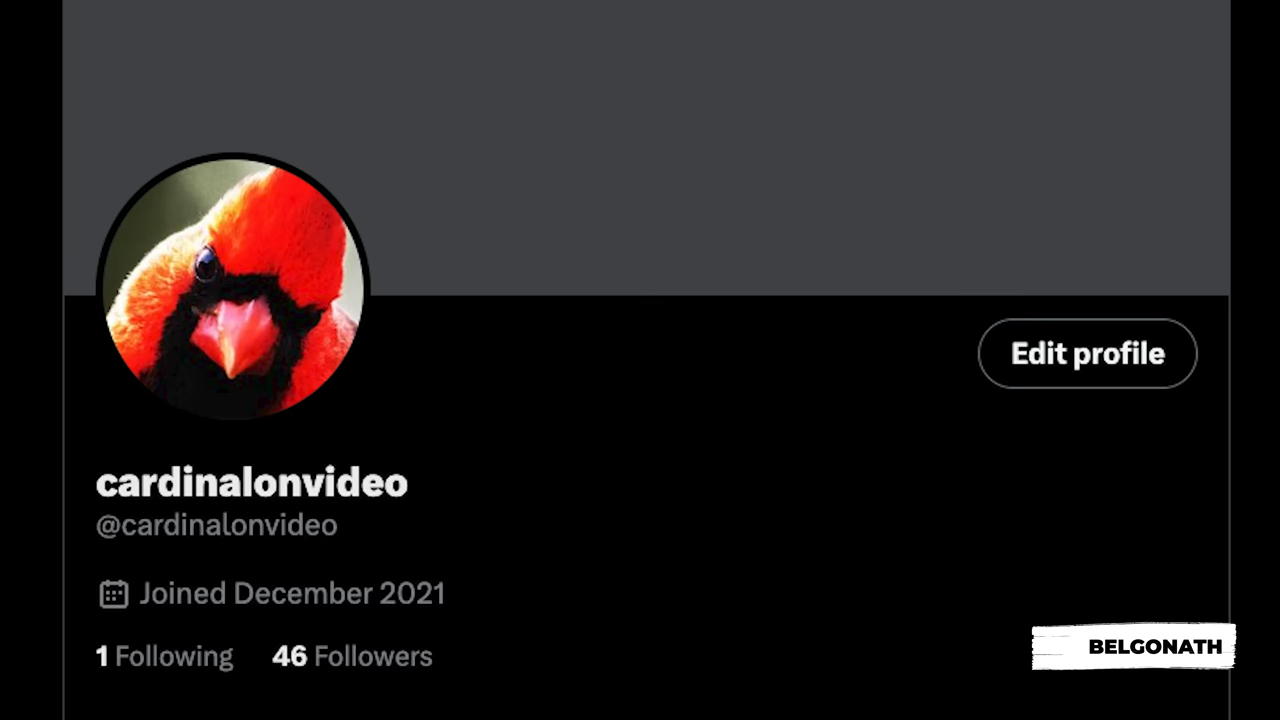 Edit profile
cardinalonvideo
@cardinalonvideo
Joined December 2021
1 Following 46 Followers
BELGONATH